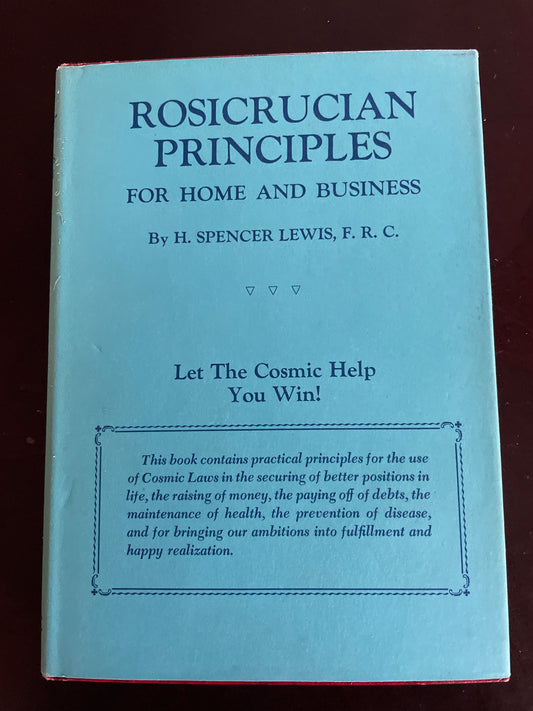 ROSICRUCIAN
PRINCIPLES
FOR HOME AND BUSINESS
By H. SPENCER LEWIS, F. R. C.
▽ ▽ ▽
Let The Cosmic Help
You Win!
This book contains practical principles for the use
of Cosmic Laws in the securing of better positions in
life, the raising of money, the paying off of debts, the
maintenance of health, the prevention of disease,
and for bringing our ambitions into fulfillment and
happy realization.